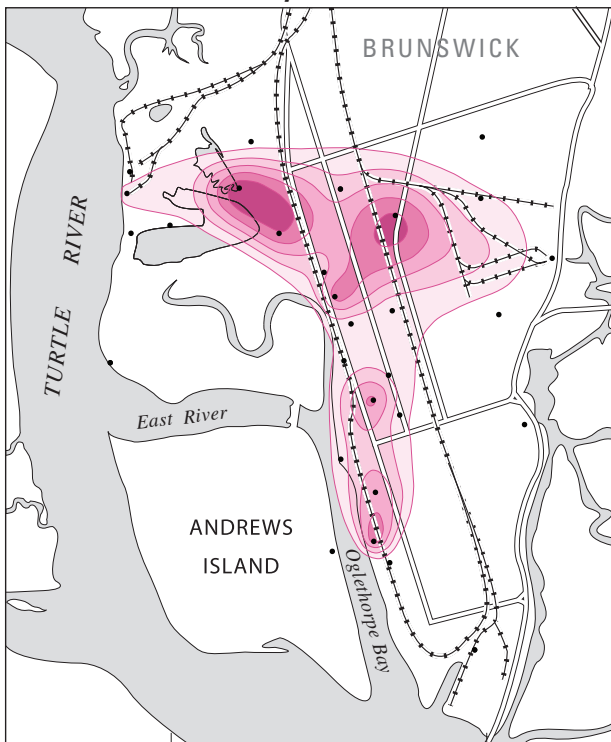 BRUNSWICK
TURTLE RIVER
East River
ANDREWS
ISLAND
Oglethorpe Bay